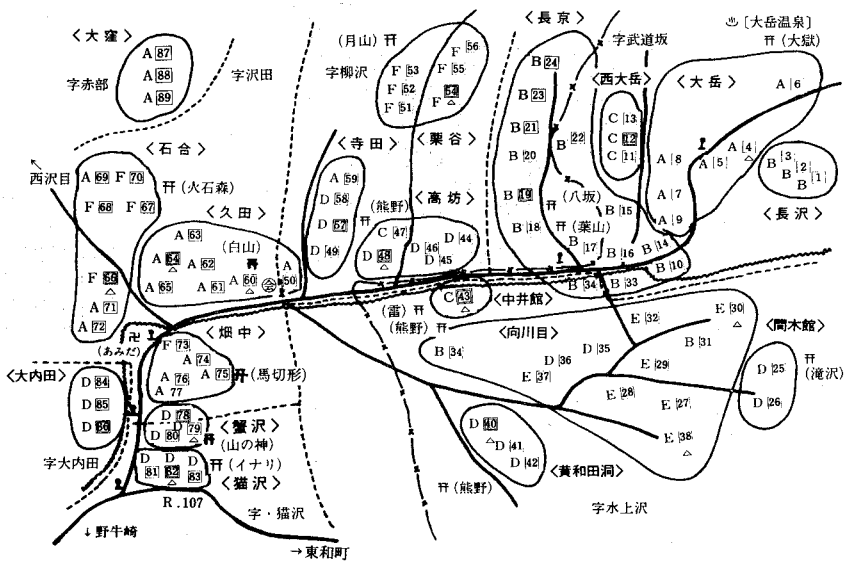 <大窪>
A 87
字赤部
A 88
A 89
字沢田
(月山)
F 56
F 53
F 55
字柳沢
F 52
F 54
F 51
<長京>
字武道坂
B 24
B 23
B 21
B 22
B 20
B 19
B 18
(八坂)
(葉山)
B 17
<西大岳>
C 13
C 12
C 11
[大岳温泉]
(大獄)
<大岳>
A 6
A 8
A 5
A 4
A 7
A 9
B 3
B 2
B 1
<長沢>
B 15
B 16
B 14
B 10
B 34
B 33
<石合>
西沢目
A 69
F 70
(火石森)
F 68
F 67
F 66
A 71
A 72
<久田>
A 63
(白山)
A 64
A 62
A 65
A 61
A 60
A 50
<寺田>
A 59
D 58
D 57
D 49
<栗谷>
<高坊>
(熊野)
C 47
D 46
D 44
D 48
D 45
(雷)
C 43
<中井館>
(熊野)
<向川目>
B 34
D 36
D 35
E 37
E 32
E 30
B 31
E 29
E 28
E 27
E 38
<間木館>
D 25
(滝沢)
D 26
卍
(あみだ)
<畑中>
F 73
A 74
A 76
A 75
(馬切形)
A 77
<大内田>
D 84
D 85
D 86
字大内田
D 78
D 79
<蟹沢>
D 80
(山の神)
D 81
D 82
D 83
(イナリ)
<猫沢>
R.107
字・猫沢
↓野牛崎
→東和町
D 40
D 41
D 42
<黄和田洞>
(熊野)
字水上沢